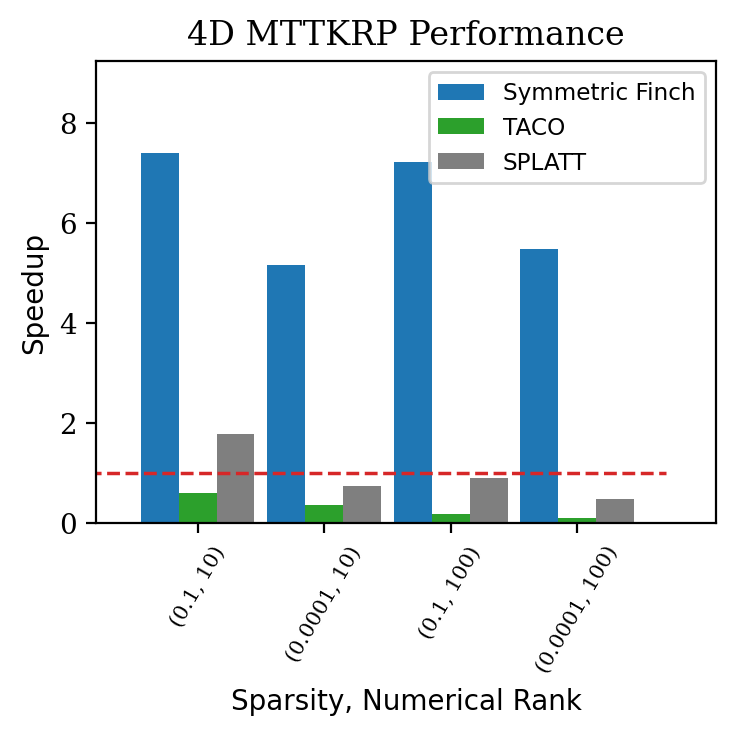 4D MTTKRP Performance
Symmetric Finch
TACO
SPLATT
Speedup
8
6
4
2
0
(0.1, 10)
(0.0001, 10)
(0.1, 100)
(0.0001, 100)
Sparsity, Numerical Rank